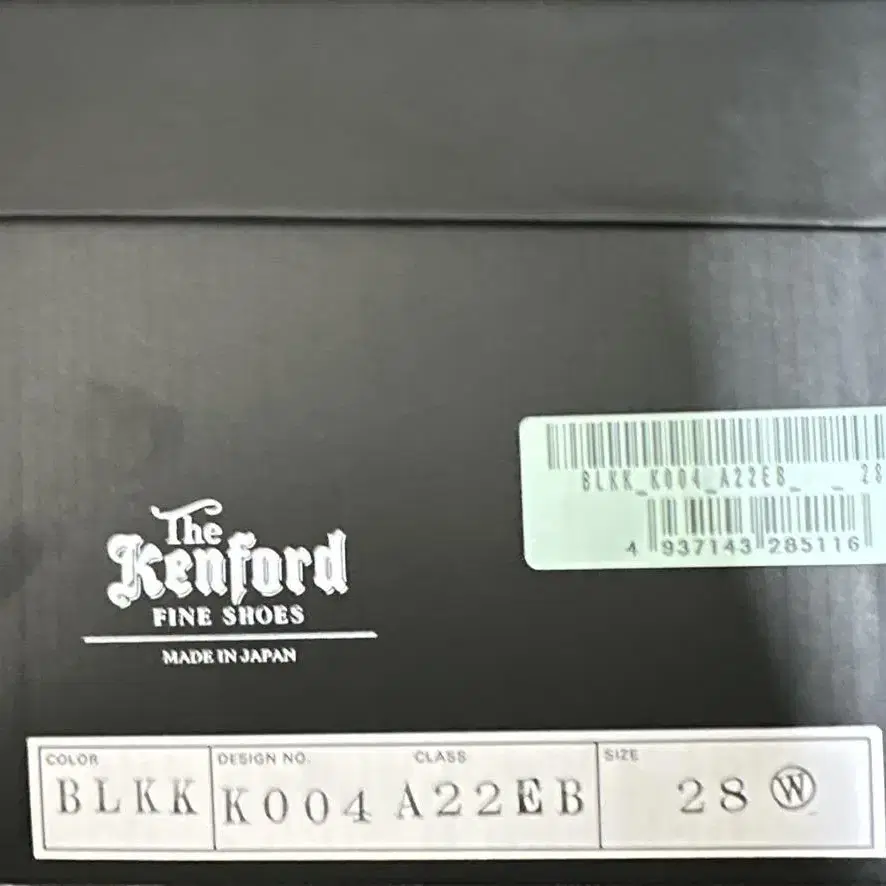 BLKK_K004_A22EB_ _ 28
4 937143 285116
The
Kenford
FINE SHOES
MADE IN JAPAN
COLOR DESIGN NO. CLASS SIZE
BLKK K004 A22EB 28 Ⓦ